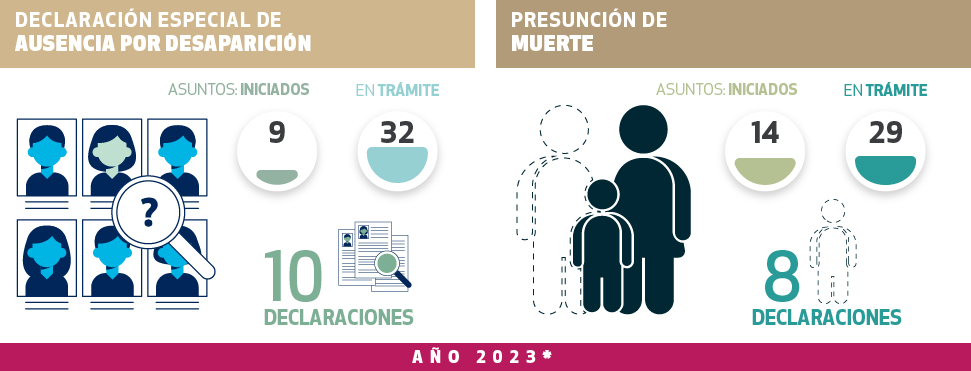 DECLARACIÓN ESPECIAL DE
AUSENCIA POR DESAPARICIÓN
ASUNTOS: INICIADOS
EN TRÁMITE
9
32
?
10
DECLARACIONES
PRESUNCIÓN DE
MUERTE
ASUNTOS: INICIADOS
EN TRÁMITE
14
29
8
DECLARACIONES
AÑO 2023*